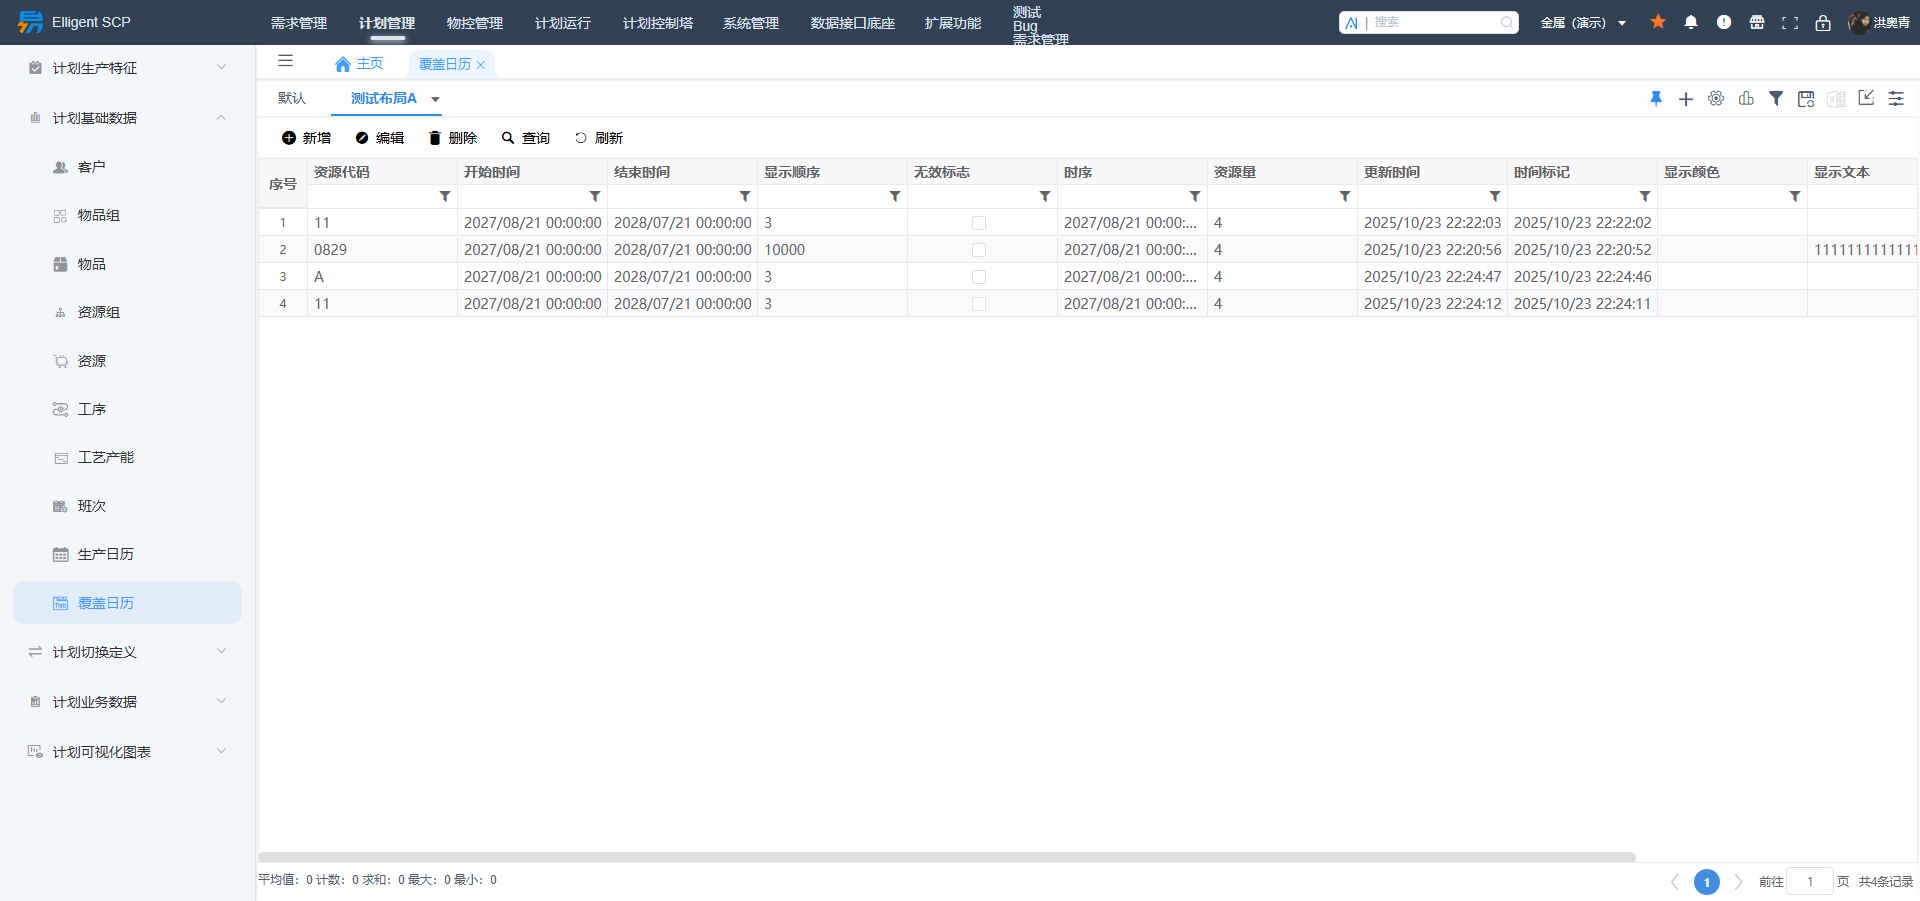 Elligent SCP
需求管理
计划管理
物控管理
计划运行
计划控制塔
系统管理
数据接口底座
扩展功能
测试
Bug
需求管理
AI | 搜索
金属（演示）
洪奥青
计划生产特征
计划基础数据
客户
物品组
物品
资源组
资源
工序
工艺产能
班次
生产日历
覆盖日历
计划切换定义
计划业务数据
计划可视化图表
主页
覆盖日历
默认
测试布局A
新增
编辑
删除
查询
刷新
序号 资源代码 开始时间 结束时间 显示顺序 无效标志 时序 资源量 更新时间 时间标记 显示颜色 显示文本
1 11 2027/08/21 00:00:00 2028/07/21 00:00:00 3 2027/08/21 00:00:... 4 2025/10/23 22:22:03 2025/10/23 22:22:02
2 0829 2027/08/21 00:00:00 2028/07/21 00:00:00 10000 2027/08/21 00:00:... 4 2025/10/23 22:20:56 2025/10/23 22:20:52 1111111111111
3 A 2027/08/21 00:00:00 2028/07/21 00:00:00 3 2027/08/21 00:00:... 4 2025/10/23 22:24:47 2025/10/23 22:24:46
4 11 2027/08/21 00:00:00 2028/07/21 00:00:00 3 2027/08/21 00:00:... 4 2025/10/23 22:24:12 2025/10/23 22:24:11
平均值：0 计数：0 求和：0 最大：0 最小：0
1
前往 1 页 共4条记录